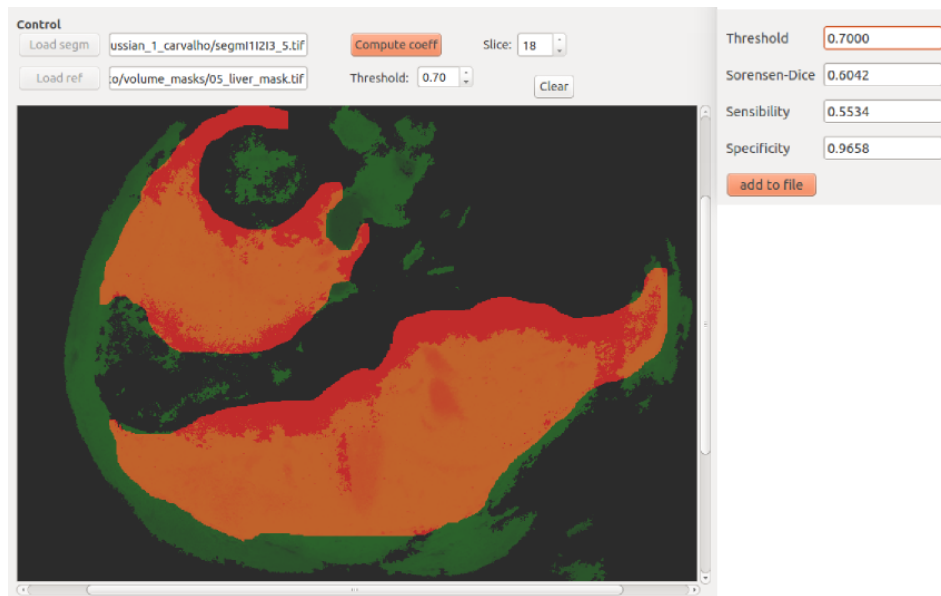 Control
Load segm ussian_1_carvalho/segmI1I2I3_5.tif Compute coeff Slice: 18
Load ref :o/volume_masks/05_liver_mask.tif Threshold: 0.70 Clear
Threshold 0.7000
Sorensen-Dice 0.6042
Sensibility 0.5534
Specificity 0.9658
add to file